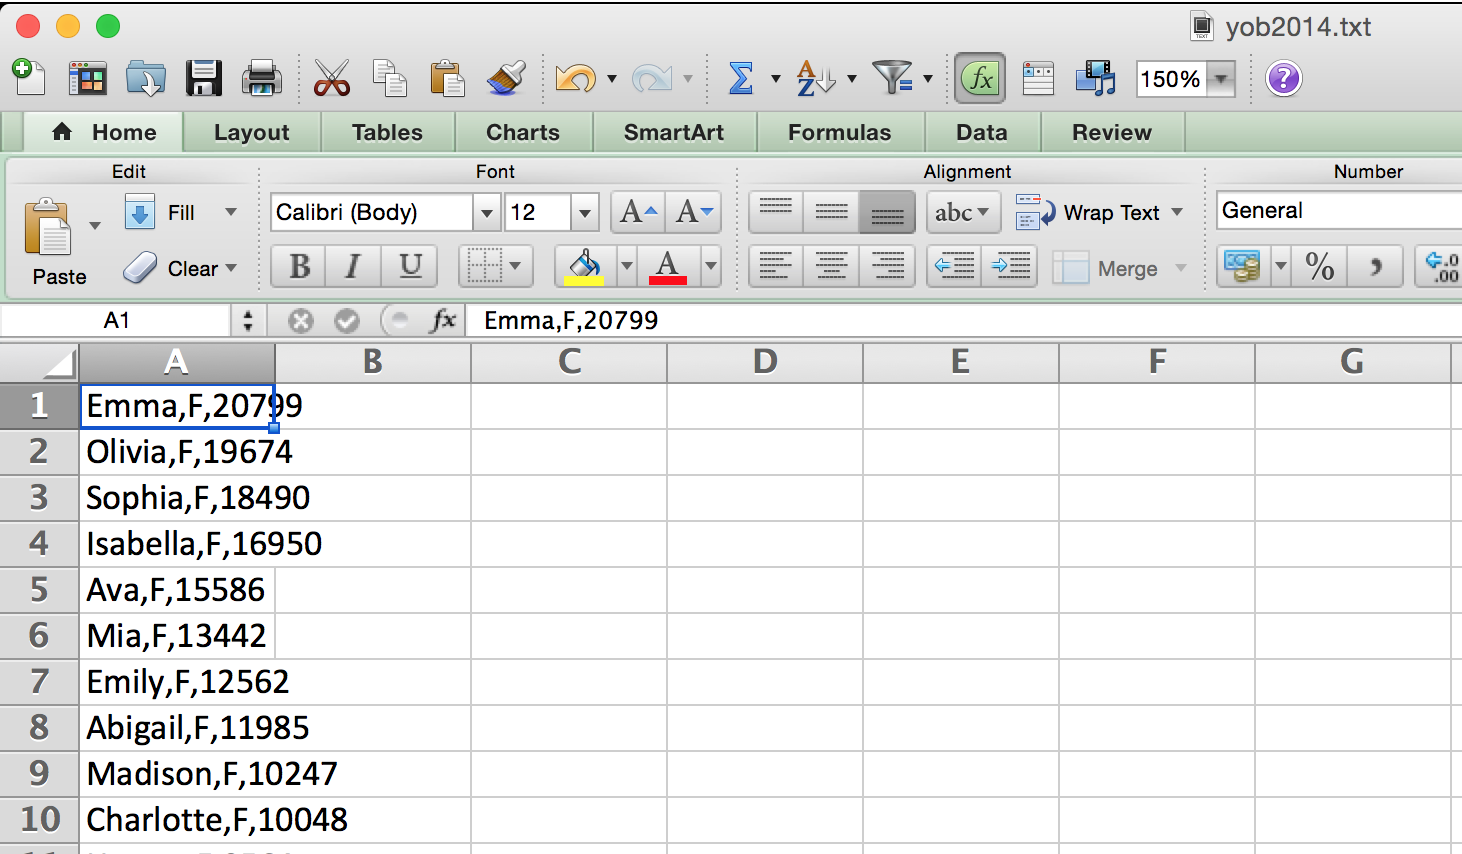 yob2014.txt
150%
Home Layout Tables Charts SmartArt Formulas Data Review
Edit Font Alignment Number
Fill Calibri (Body) 12 A A abc Wrap Text General
Paste Clear B I U A Merge % .0 .00
A1 fx Emma,F,20799
A B C D E F G
1 Emma,F,20799
2 Olivia,F,19674
3 Sophia,F,18490
4 Isabella,F,16950
5 Ava,F,15586
6 Mia,F,13442
7 Emily,F,12562
8 Abigail,F,11985
9 Madison,F,10247
10 Charlotte,F,10048